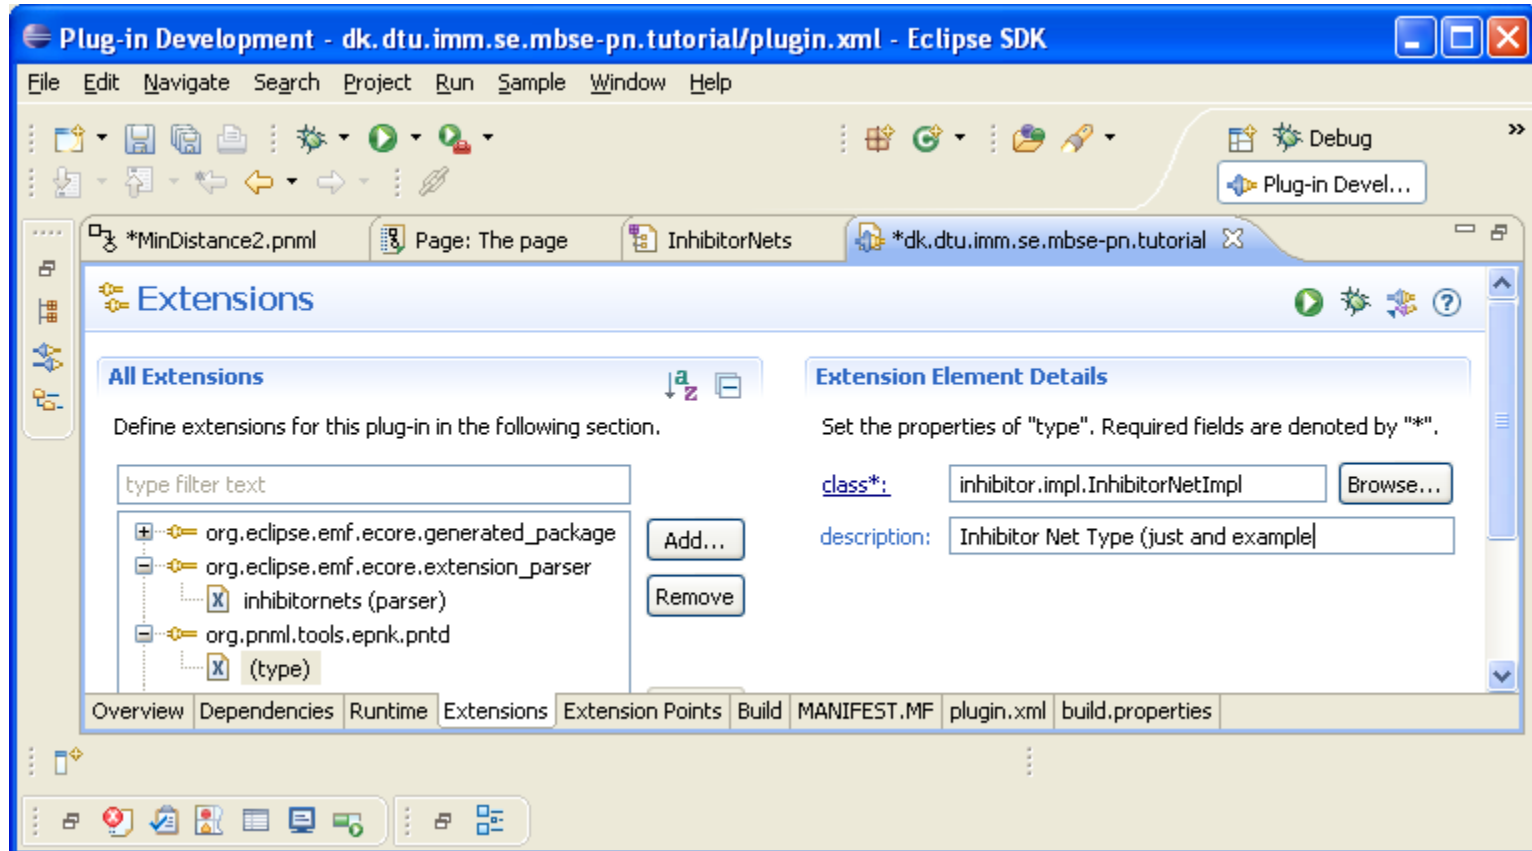 Plug-in Development - dk.dtu.imm.se.mbse-pn.tutorial/plugin.xml - Eclipse SDK
File Edit Navigate Search Project Run Sample Window Help
Debug
»
Plug-in Devel...
*MinDistance2.pnml Page: The page InhibitorNets *dk.dtu.imm.se.mbse-pn.tutorial
Extensions
All Extensions
Define extensions for this plug-in in the following section.
type filter text
org.eclipse.emf.ecore.generated_package
org.eclipse.emf.ecore.extension_parser
inhibitornets (parser)
org.pnml.tools.epnk.pntd
(type)
Add...
Remove
Extension Element Details
Set the properties of "type". Required fields are denoted by "*".
class*: inhibitor.impl.InhibitorNetImpl Browse...
description: Inhibitor Net Type (just and example
Overview Dependencies Runtime Extensions Extension Points Build MANIFEST.MF plugin.xml build.properties